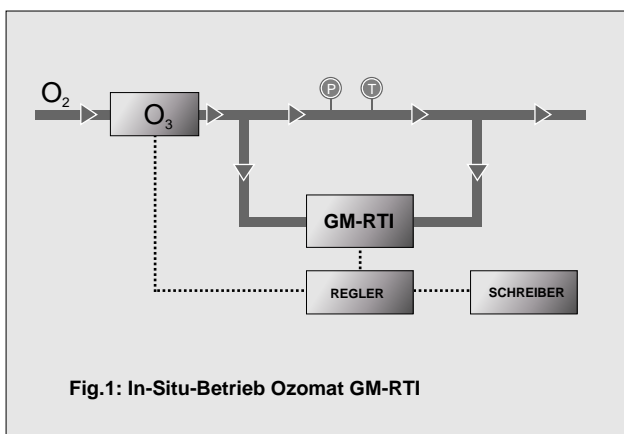 O2
O3
P
T
GM-RTI
REGLER
SCHREIBER
Fig.1: In-Situ-Betrieb Ozomat GM-RTI